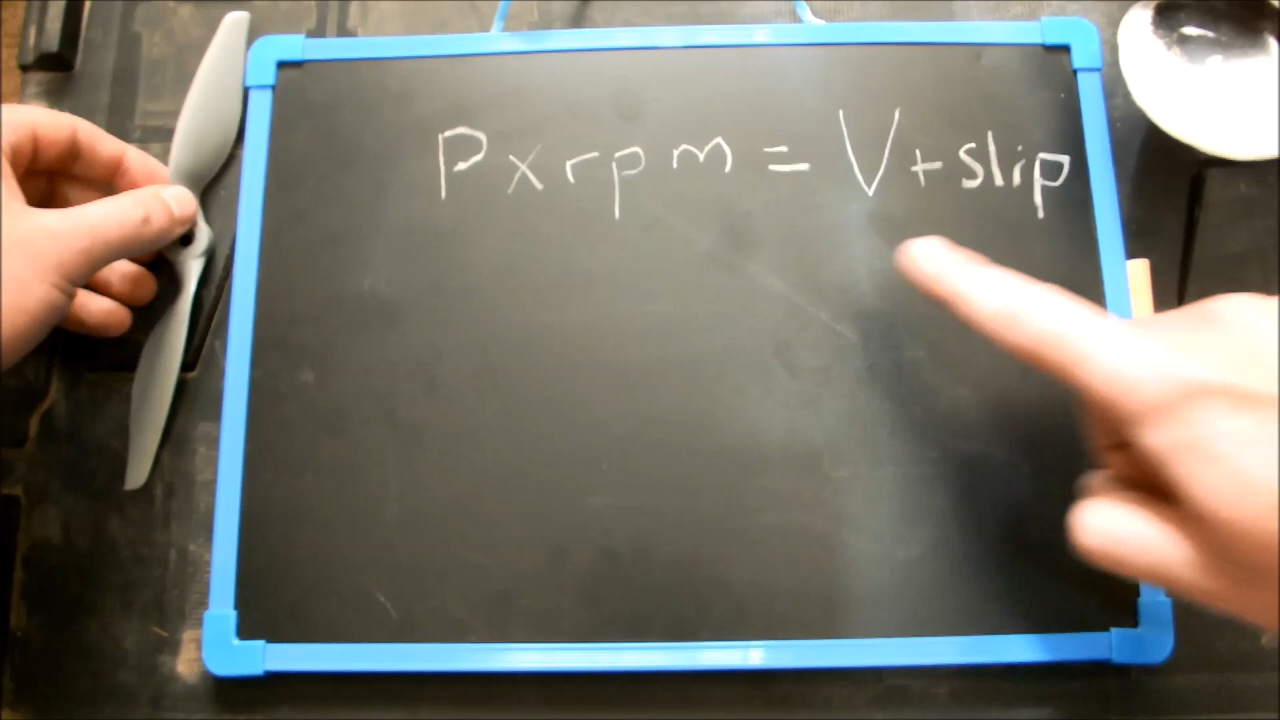 P x rpm = V + slip